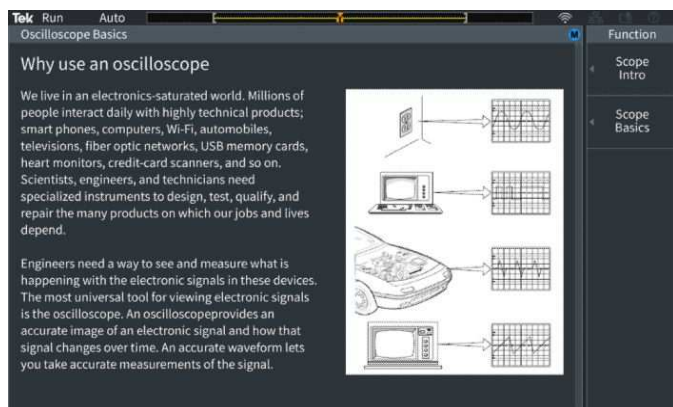 Tek Run Auto
Oscilloscope Basics
M
Function
Why use an oscilloscope
We live in an electronics-saturated world. Millions of
people interact daily with highly technical products;
smart phones, computers, Wi-Fi, automobiles,
televisions, fiber optic networks, USB memory cards,
heart monitors, credit-card scanners, and so on.
Scientists, engineers, and technicians need
specialized instruments to design, test, qualify, and
repair the many products on which our jobs and lives
depend.
Engineers need a way to see and measure what is
happening with the electronic signals in these devices.
The most universal tool for viewing electronic signals
is the oscilloscope. An oscilloscopeprovides an
accurate image of an electronic signal and how that
signal changes over time. An accurate waveform lets
you take accurate measurements of the signal.
Scope
Intro
Scope
Basics